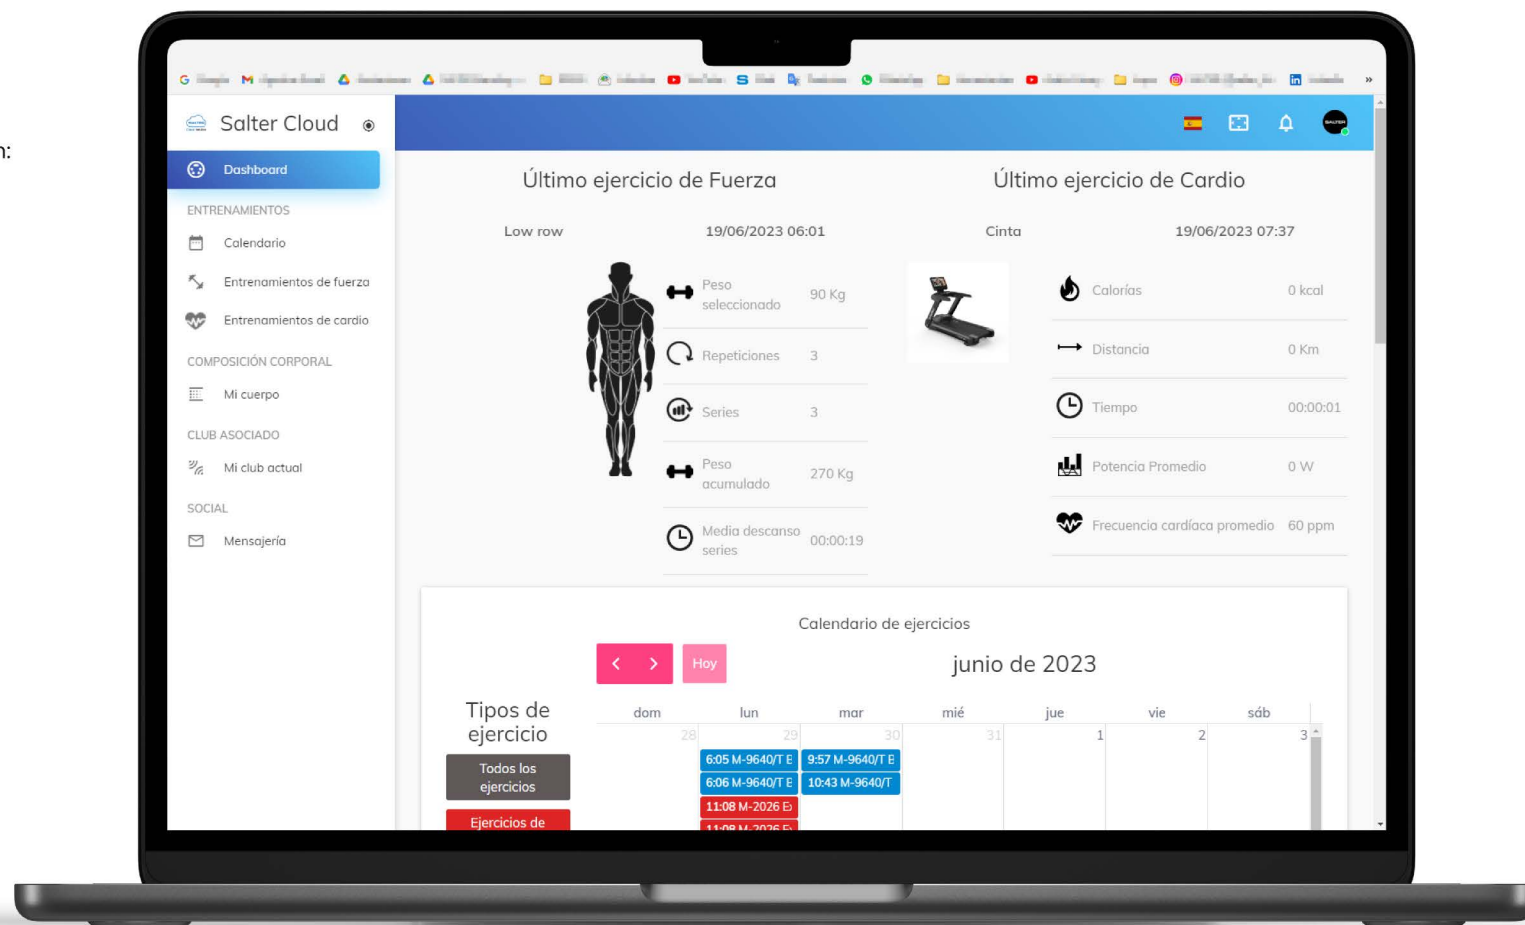 n:
Salter Cloud
Dashboard
ENTRENAMIENTOS
Calendario
Entrenamientos de fuerza
Entrenamientos de cardio
COMPOSICIÓN CORPORAL
Mi cuerpo
CLUB ASOCIADO
Mi club actual
SOCIAL
Mensajería
SALTER
Último ejercicio de Fuerza
Low row 19/06/2023 06:01
Peso
seleccionado 90 Kg
Repeticiones 3
Series 3
Peso
acumulado 270 Kg
Media descanso
series 00:00:19
Último ejercicio de Cardio
Cinta 19/06/2023 07:37
Calorías 0 kcal
Distancia 0 Km
Tiempo 00:00:01
Potencia Promedio 0 W
Frecuencia cardíaca promedio 60 ppm
Calendario de ejercicios
Hoy
junio de 2023
Tipos de
ejercicio
Todos los
ejercicios
Ejercicios de
dom lun mar mié jue vie sáb
28 29 30 31 1 2 3
6:05 M-9640/T E 9:57 M-9640/T E
6:06 M-9640/T E 10:43 M-9640/T
11:08 M-2026 E
11:08 M-2026 E